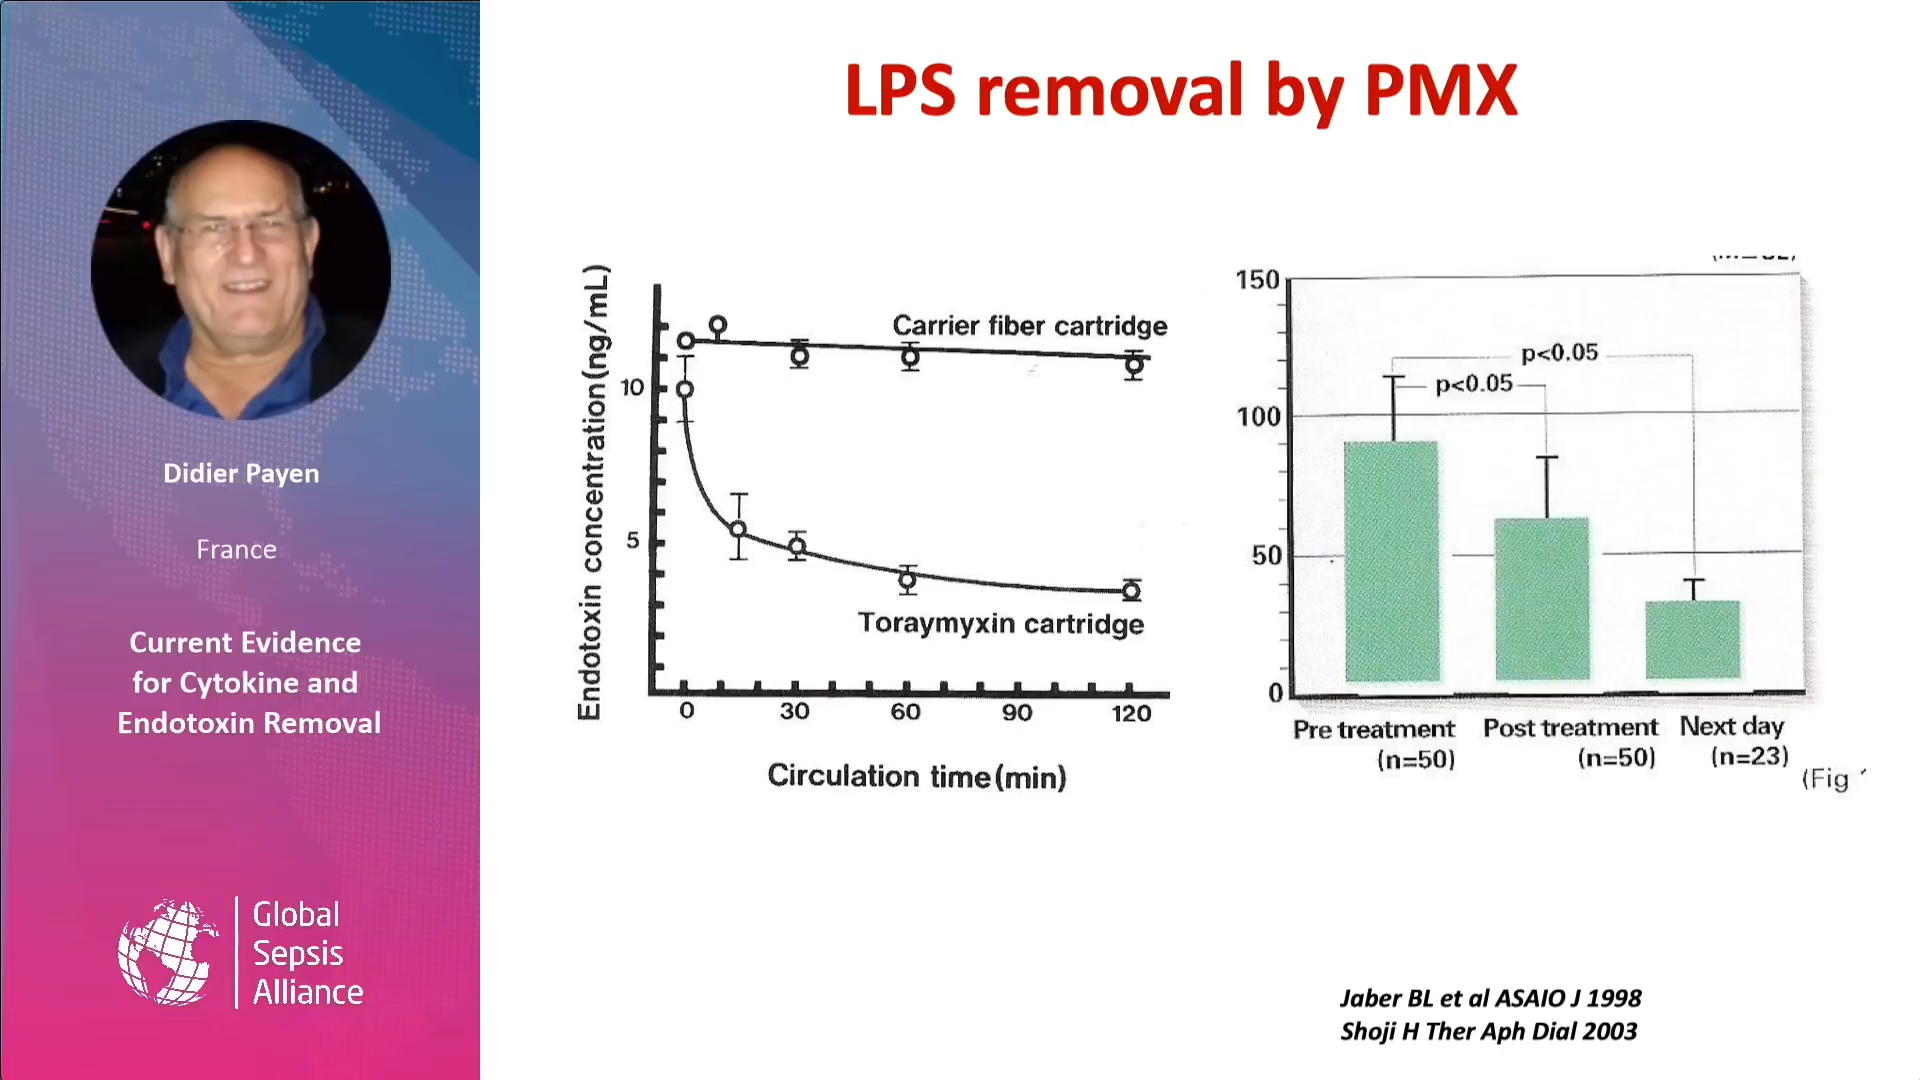 LPS removal by PMX
Didier Payen
France
Current Evidence
for Cytokine and
Endotoxin Removal
Global
Sepsis
Alliance
Endotoxin concentration(ng/mL)
10
5
Carrier fiber cartridge
Toraymyxin cartridge
0 30 60 90 120
Circulation time(min)
150
100
50
0
p<0.05
p<0.05
Pre treatment Post treatment Next day
(n=50) (n=50) (n=23)
(Fig
Jaber BL et al ASAIO J 1998
Shoji H Ther Aph Dial 2003